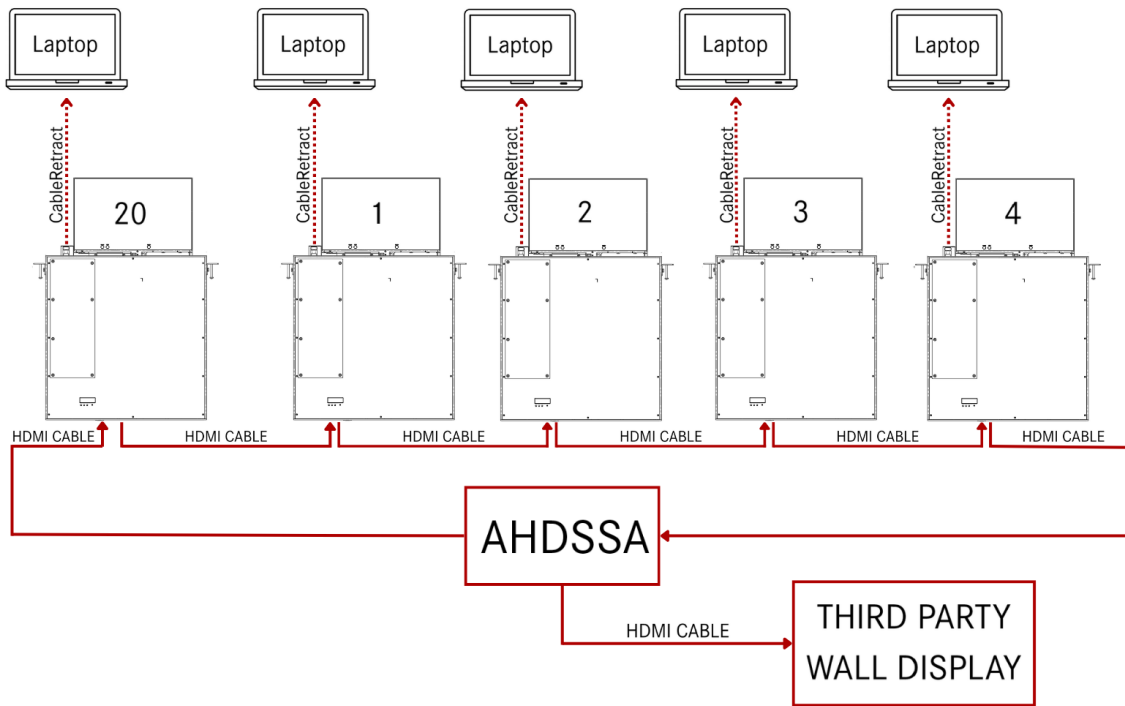 Laptop
Laptop
Laptop
Laptop
Laptop
CableRetract
CableRetract
CableRetract
CableRetract
CableRetract
20
1
2
3
4
HDMI CABLE
HDMI CABLE
HDMI CABLE
HDMI CABLE
HDMI CABLE
HDMI CABLE
AHDSSA
HDMI CABLE
THIRD PARTY
WALL DISPLAY